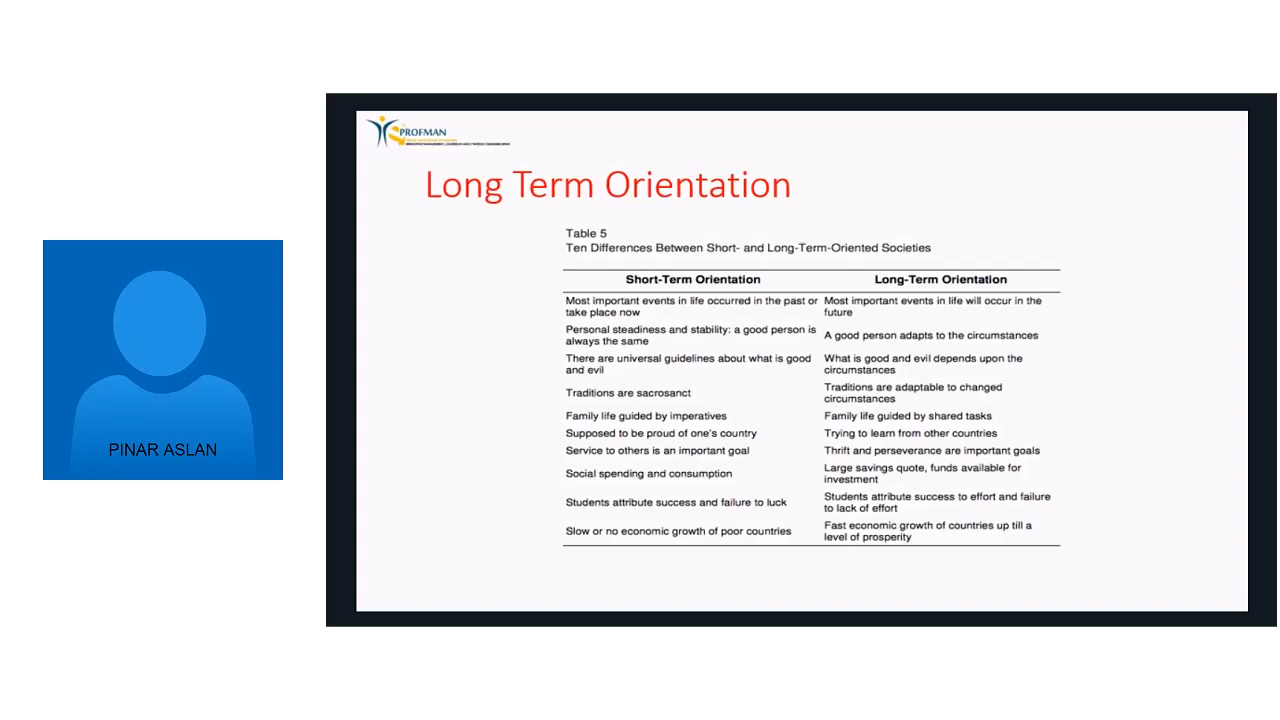 PROFMAN
INNOVATIVE MANAGEMENT, LEADERSHIP AND STRATEGIC COMMUNICATION
Long Term Orientation
Table 5
Ten Differences Between Short- and Long-Term-Oriented Societies
Short-Term Orientation Long-Term Orientation
Most important events in life occurred in the past or Most important events in life will occur in the
take place now future
Personal steadiness and stability: a good person is A good person adapts to the circumstances
always the same
There are universal guidelines about what is good What is good and evil depends upon the
and evil circumstances
Traditions are sacrosanct Traditions are adaptable to changed
circumstances
Family life guided by imperatives Family life guided by shared tasks
Supposed to be proud of one's country Trying to learn from other countries
Service to others is an important goal Thrift and perseverance are important goals
Social spending and consumption Large savings quote, funds available for
investment
Students attribute success and failure to luck Students attribute success to effort and failure
to lack of effort
Slow or no economic growth of poor countries Fast economic growth of countries up till a
level of prosperity
PINAR ASLAN